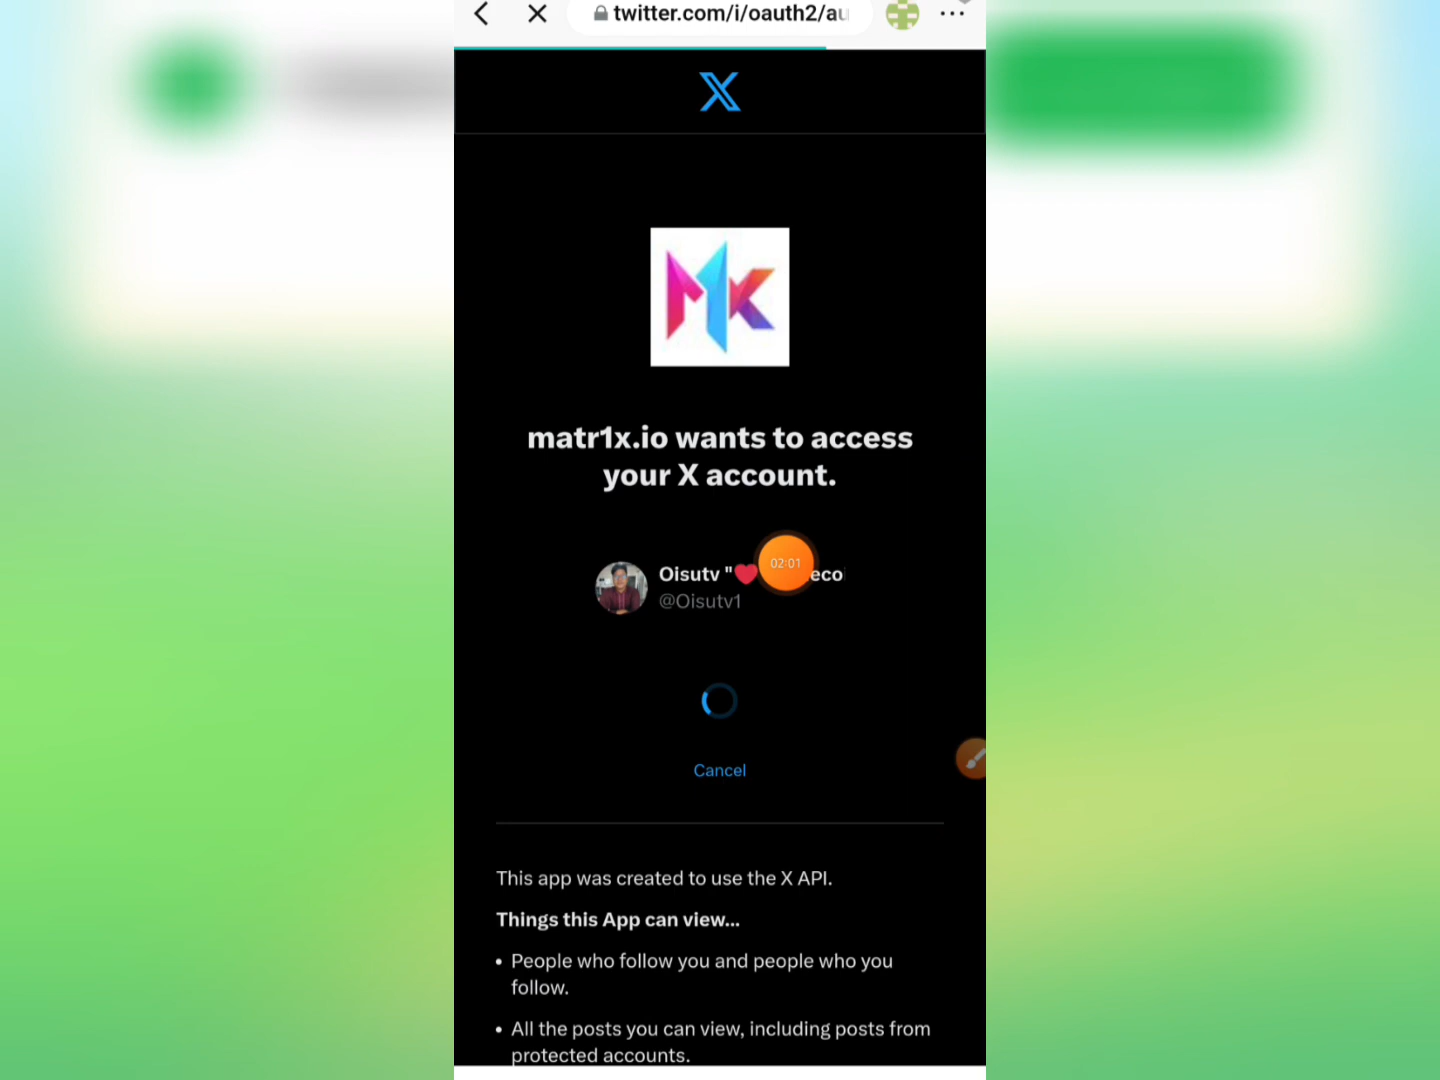 twitter.com/i/oauth2/au
matr1x.io wants to access
your X account.
Oisutv "❤ eco
02:01
@Oisutv1
Cancel
This app was created to use the X API.
Things this App can view...
• People who follow you and people who you
follow.
• All the posts you can view, including posts from
protected accounts.